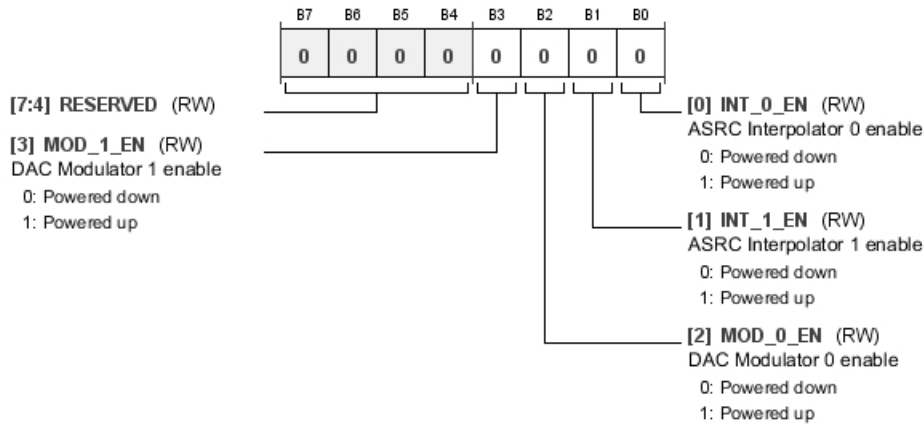 B7 B6 B5 B4 B3 B2 B1 B0
0 0 0 0 0 0 0 0
[7:4] RESERVED (RW)
[3] MOD_1_EN (RW)
DAC Modulator 1 enable
0: Powered down
1: Powered up
[0] INT_0_EN (RW)
ASRC Interpolator 0 enable
0: Powered down
1: Powered up
[1] INT_1_EN (RW)
ASRC Interpolator 1 enable
0: Powered down
1: Powered up
[2] MOD_0_EN (RW)
DAC Modulator 0 enable
0: Powered down
1: Powered up